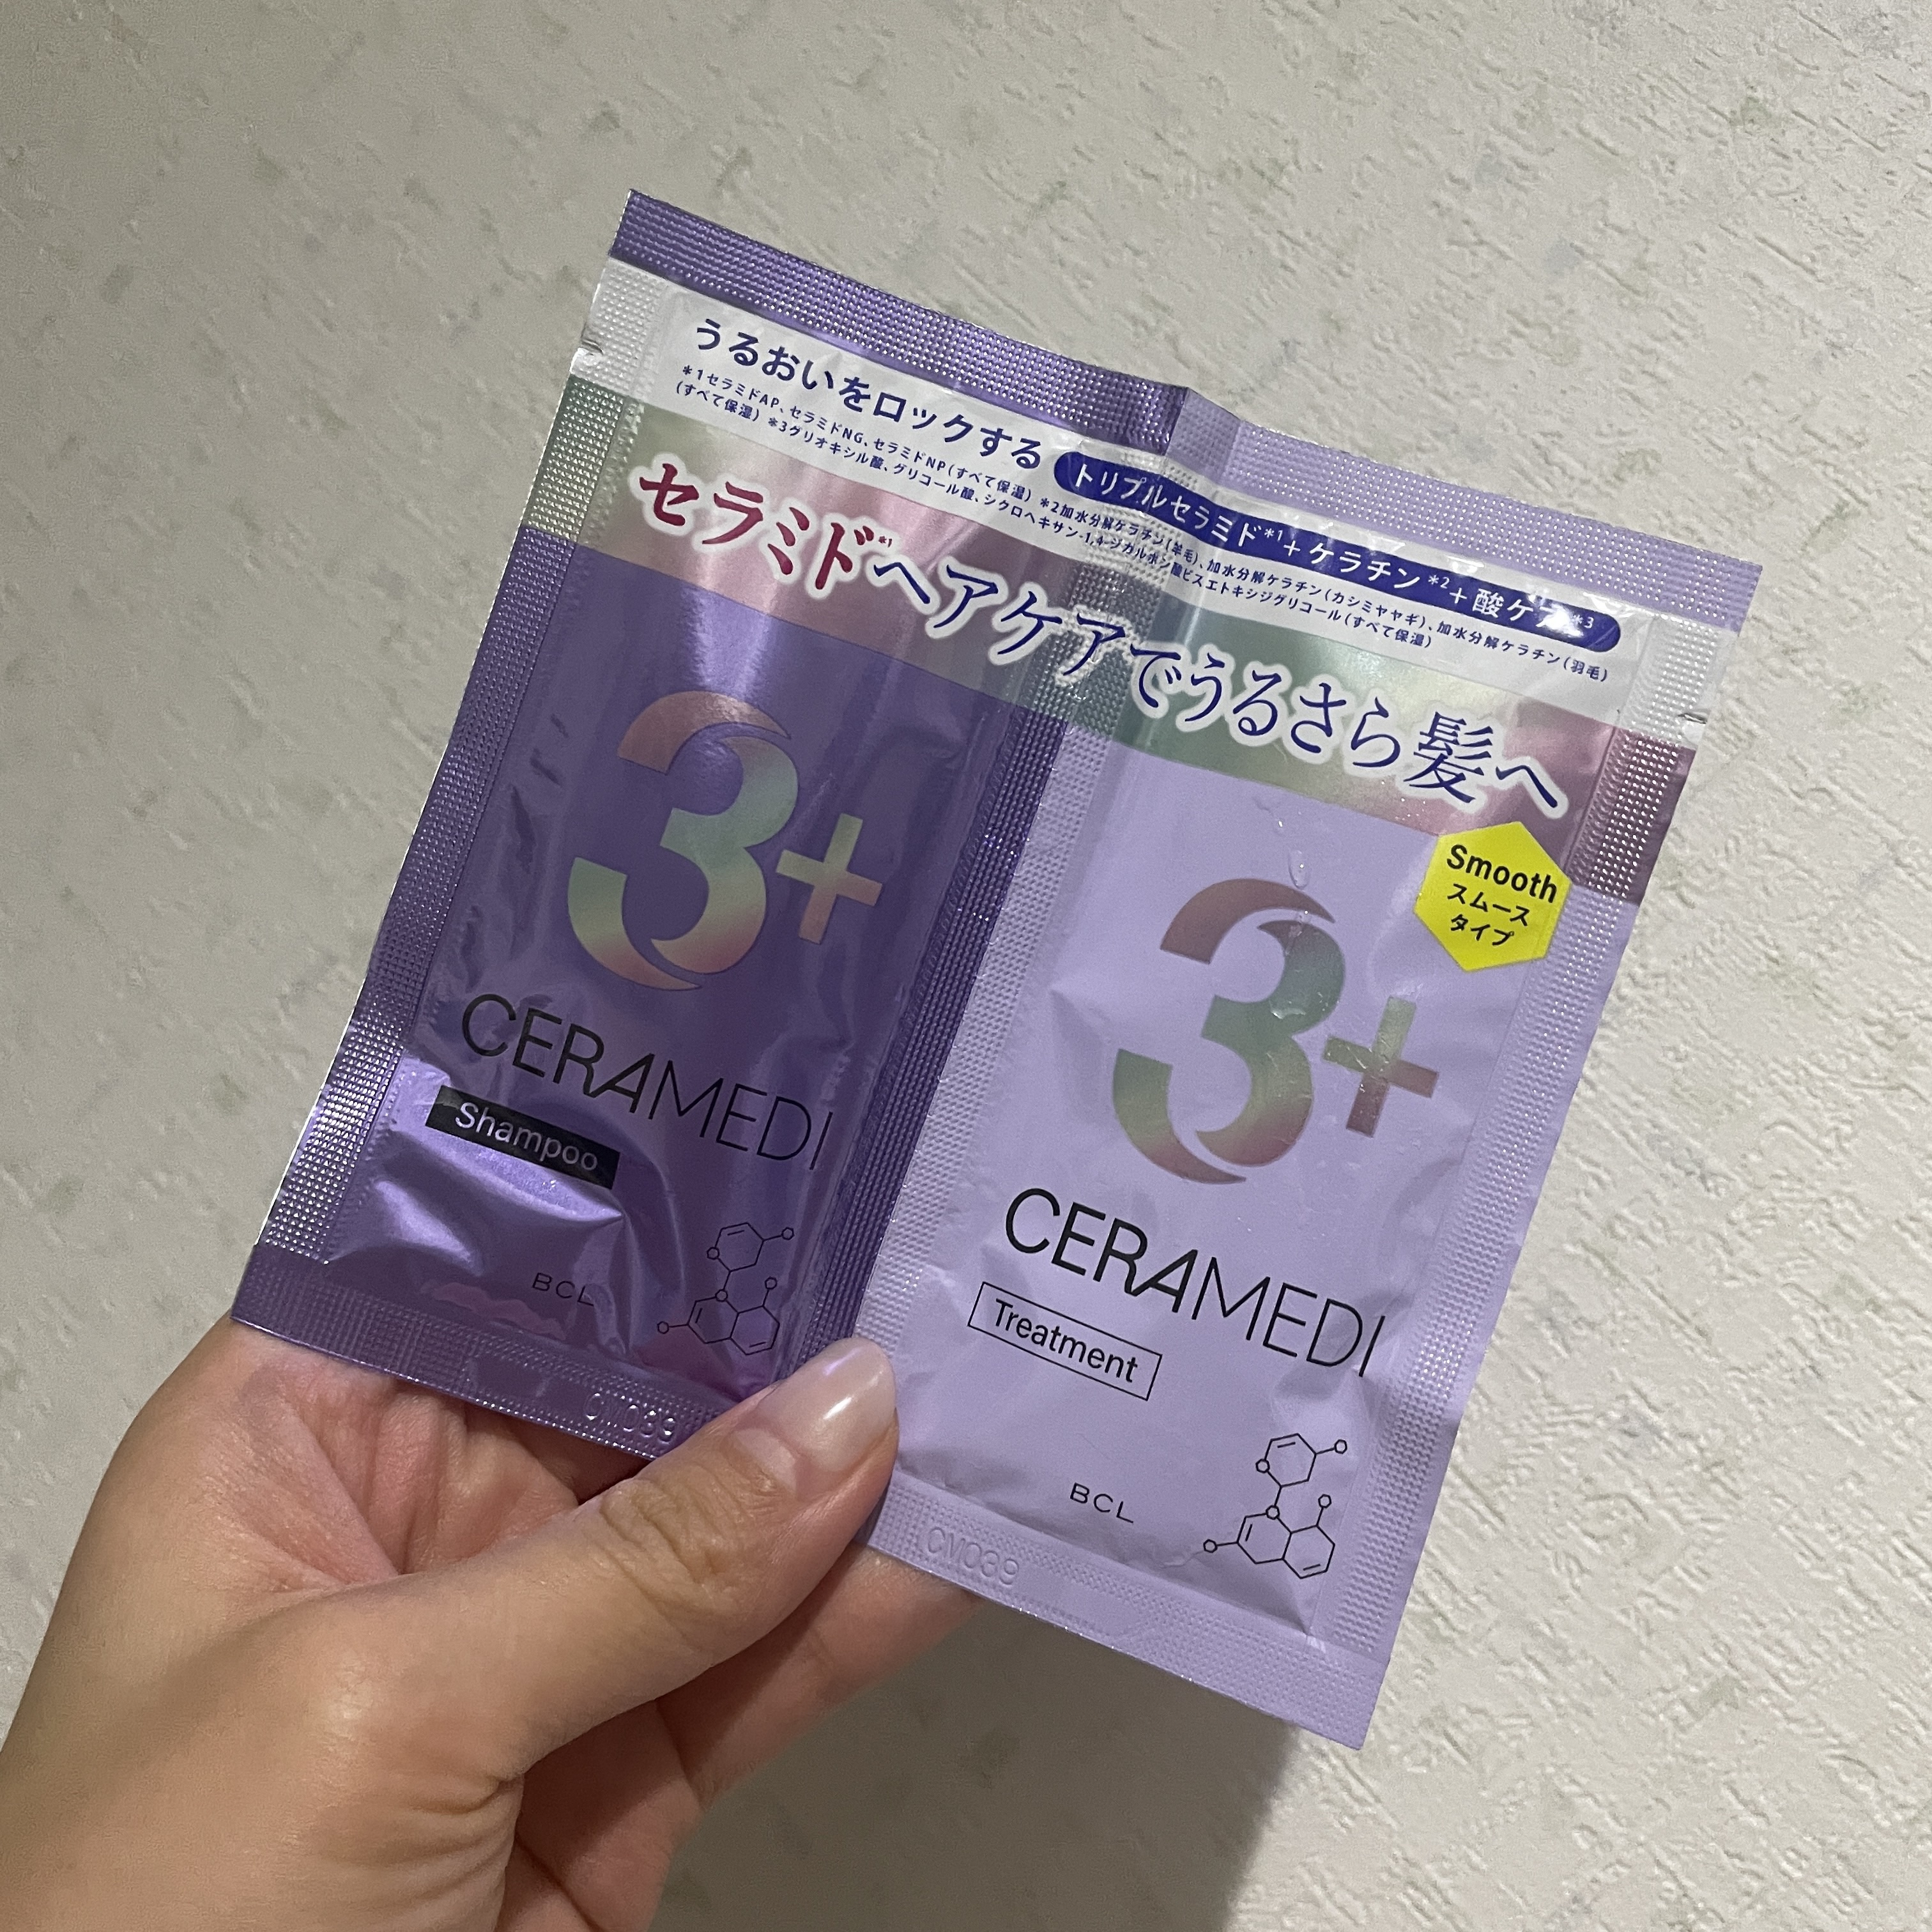 うるおいをロックする トリプルセラミド*1+ケラチン*2+酸ケア*3
*1セラミドAP、セラミドNG、セラミドNP(すべて保湿) *2加水分解ケラチン(羊毛)、加水分解ケラチン(カシミヤヤギ)、加水分解ケラチン(羽毛)
(すべて保湿) *3グリオキシル酸、グリコール酸、シクロヘキサン-1,4-ジカルボン酸ビスエトキシジグリコール(すべて保湿)
セラミド*1ヘアケアでうるさら髪へ
3+
CERAMEDI
Shampoo
BCL
CM039
Smooth
スムース
タイプ
3+
CERAMEDI
Treatment
BCL
CM039